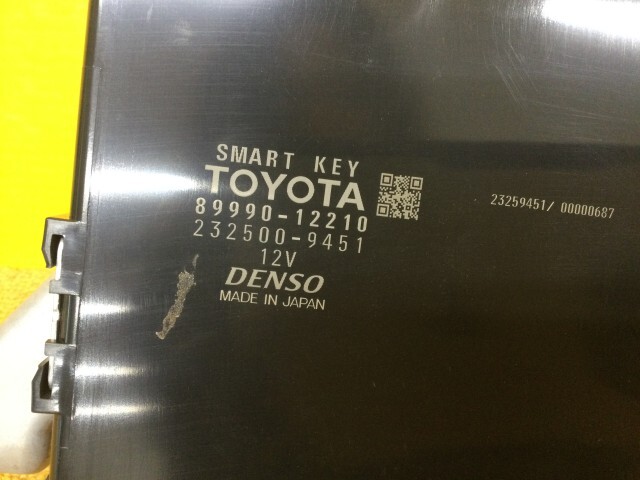 SMART KEY
TOYOTA
89990-12210
232500-9451
12V
DENSO
MADE IN JAPAN
23259451/ 00000687